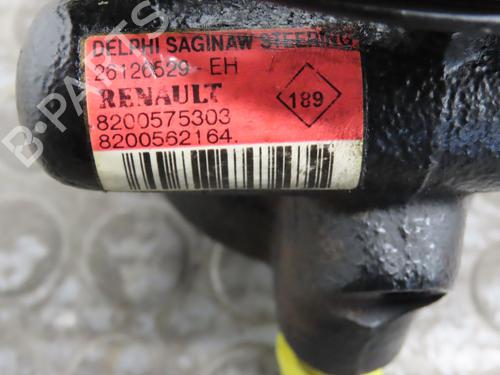 DELPHI SAGINAW STEERING
26126529 - EH
RENAULT
189
8200575303
8200562164.
B-PARTS